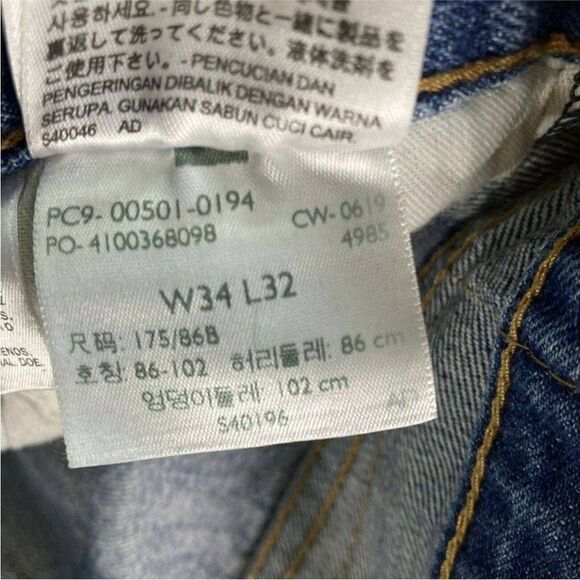 사용하
- 同じ色物と一緒に製品を
裏返して洗ってください。液体洗剤を
ご使用下さい。- PENCUCIAN DAN
PENGERINGAN DIBALIK DENGAN WARNA
SERUPA. GUNAKAN SABUN CUCI CAIR.
S40046 AD
PC9- 00501-0194 CW- 0619
PO- 4100368098 4985
W34 L32
尺码: 175/86B
호칭: 86-102 허리둘레: 86 cm
엉덩이둘레: 102 cm
S40196
ENDS.
AL DOE.